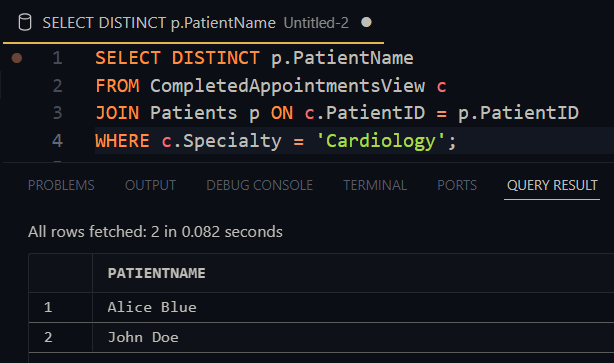 SELECT DISTINCT p.PatientName Untitled-2
1 SELECT DISTINCT p.PatientName
2 FROM CompletedAppointmentsView c
3 JOIN Patients p ON c.PatientID = p.PatientID
4 WHERE c.Specialty = 'Cardiology';
PROBLEMS OUTPUT DEBUG CONSOLE TERMINAL PORTS QUERY RESULT
All rows fetched: 2 in 0.082 seconds
PATIENTNAME
1 Alice Blue
2 John Doe